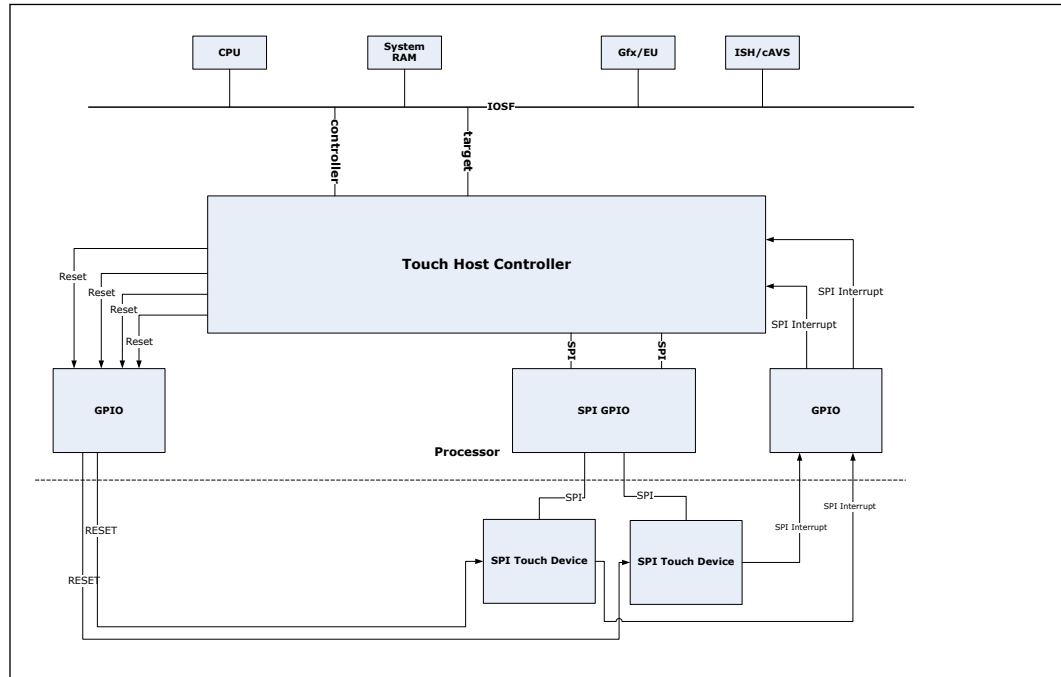 CPU
System
RAM
Gfx/EU
ISH/cAVS
IOSF
controller
target
Touch Host Controller
Reset
Reset
Reset
Reset
SPI Interrupt
SPI Interrupt
SPI
SPI
GPIO
SPI GPIO
GPIO
Processor
SPI
SPI
SPI Interrupt
SPI Interrupt
RESET
RESET
SPI Touch Device
SPI Touch Device